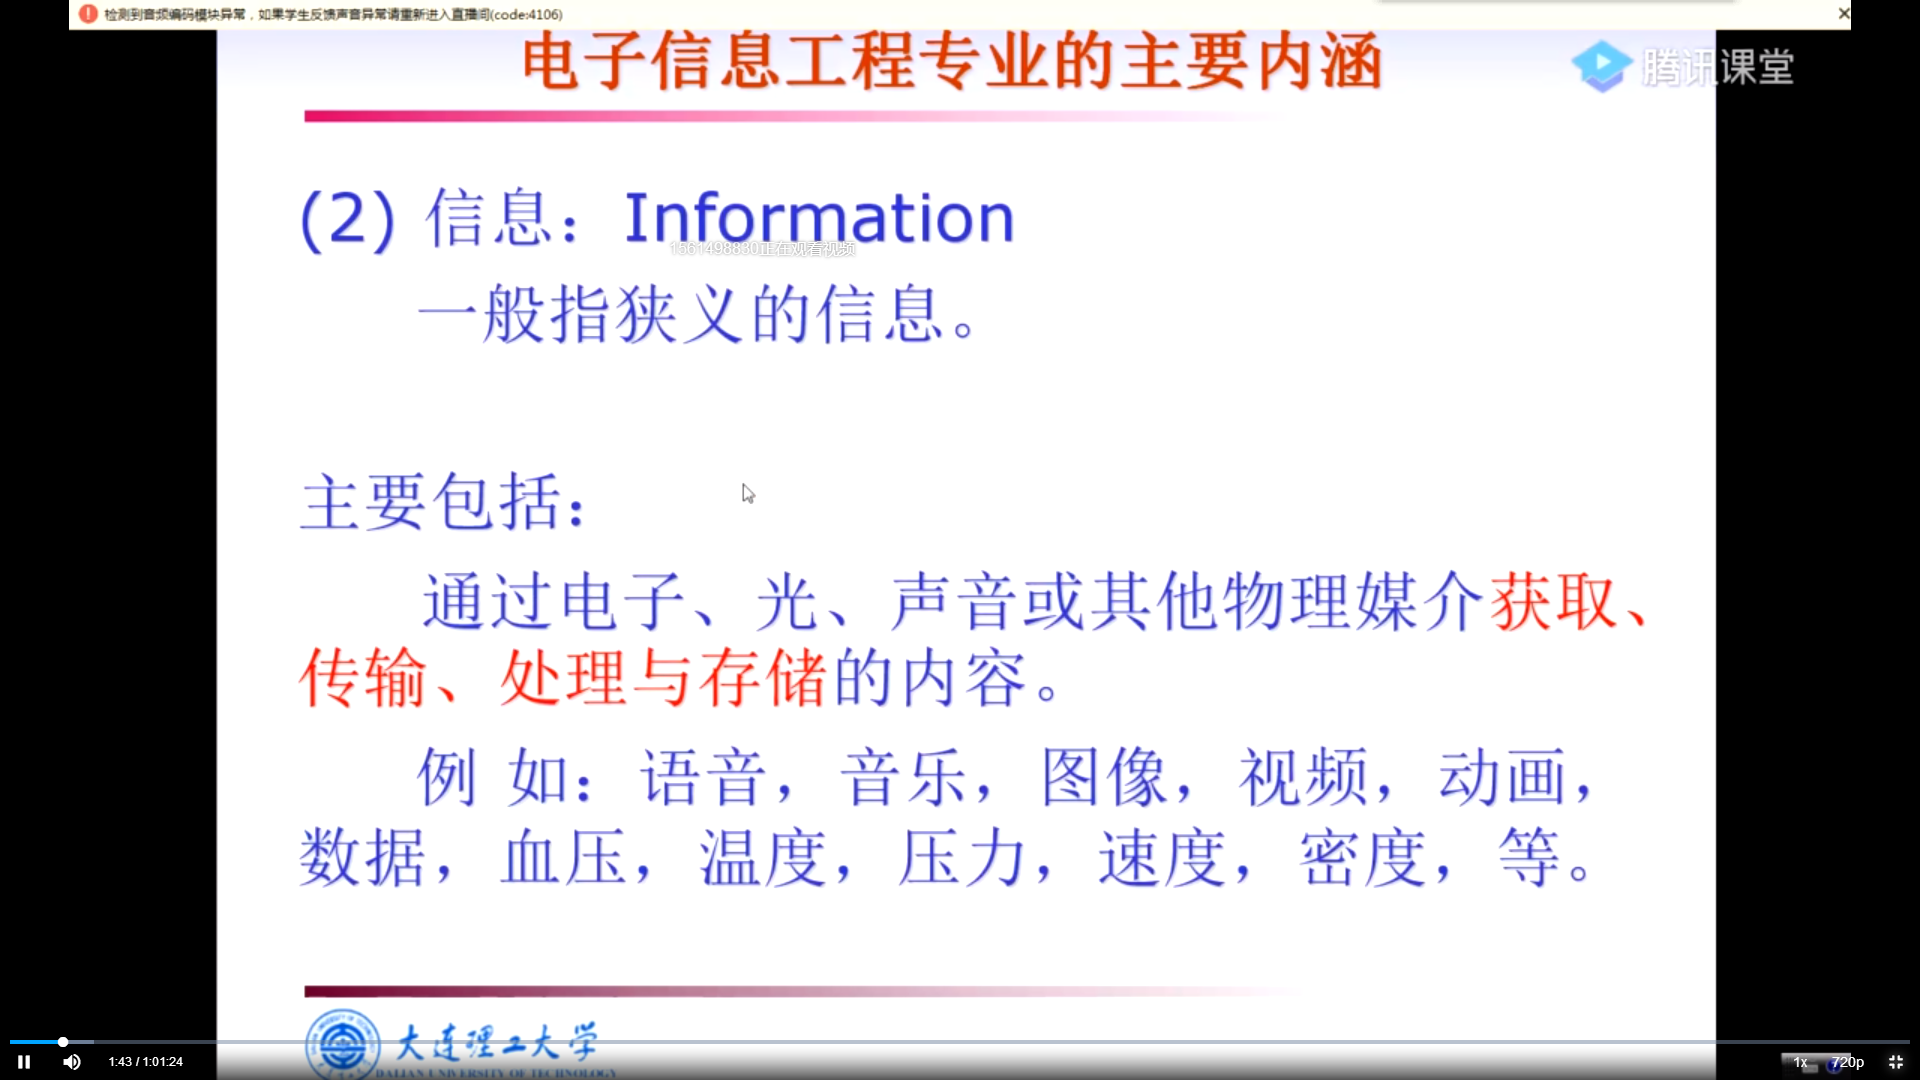 检测到音频编码模块异常，如果学生反馈声音异常请重新进入直播间(code:4106)
电子信息工程专业的主要内涵
腾讯课堂
(2) 信息：Information
1561498830正在观看视频
一般指狭义的信息。
主要包括：
通过电子、光、声音或其他物理媒介获取、
传输、处理与存储的内容。
例 如：语音，音乐，图像，视频，动画，
数据，血压，温度，压力，速度，密度，等。
大连理工大学
DALIAN UNIVERSITY OF TECHNOLOGY
1:43 / 1:01:24
1x
720p